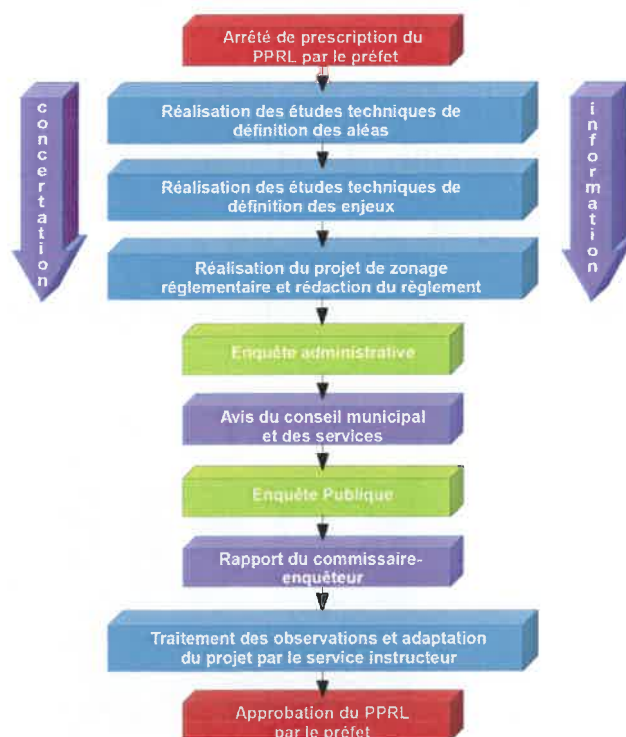 Arrêté de prescription du
PPRL par le préfet
concertation
information
Réalisation des études techniques de
définition des aléas
Réalisation des études techniques de
définition des enjeux
Réalisation du projet de zonage
réglementaire et rédaction du règlement
Enquête administrative
Avis du conseil municipal
et des services
Enquête Publique
Rapport du commissaire-
enquêteur
Traitement des observations et adaptation
du projet par le service instructeur
Approbation du PPRL
par le préfet